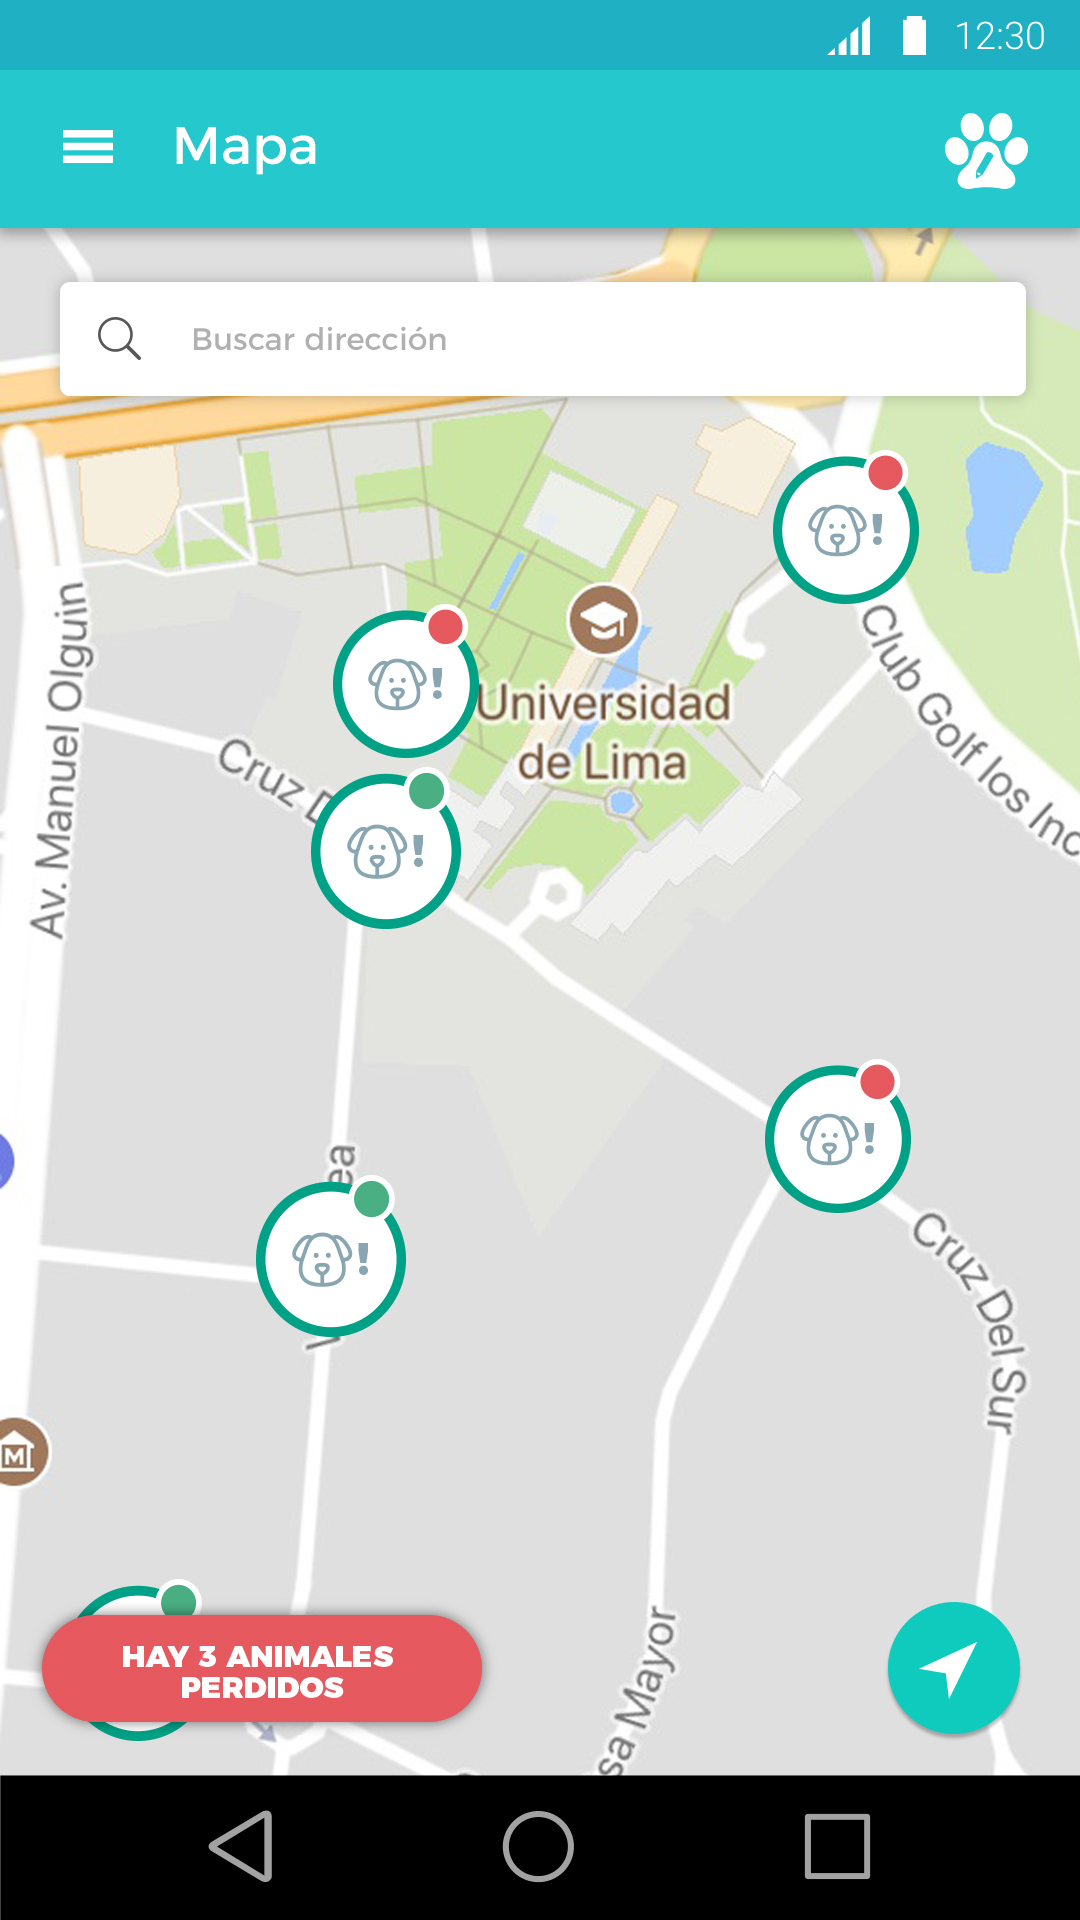 12:30
Mapa
Buscar dirección
Av. Manuel Olguin
Club Golf los Inc
Universidad
de Lima
Cruz D
ea
Cruz Del Sur
M
HAY 3 ANIMALES
PERDIDOS
sa Mayor